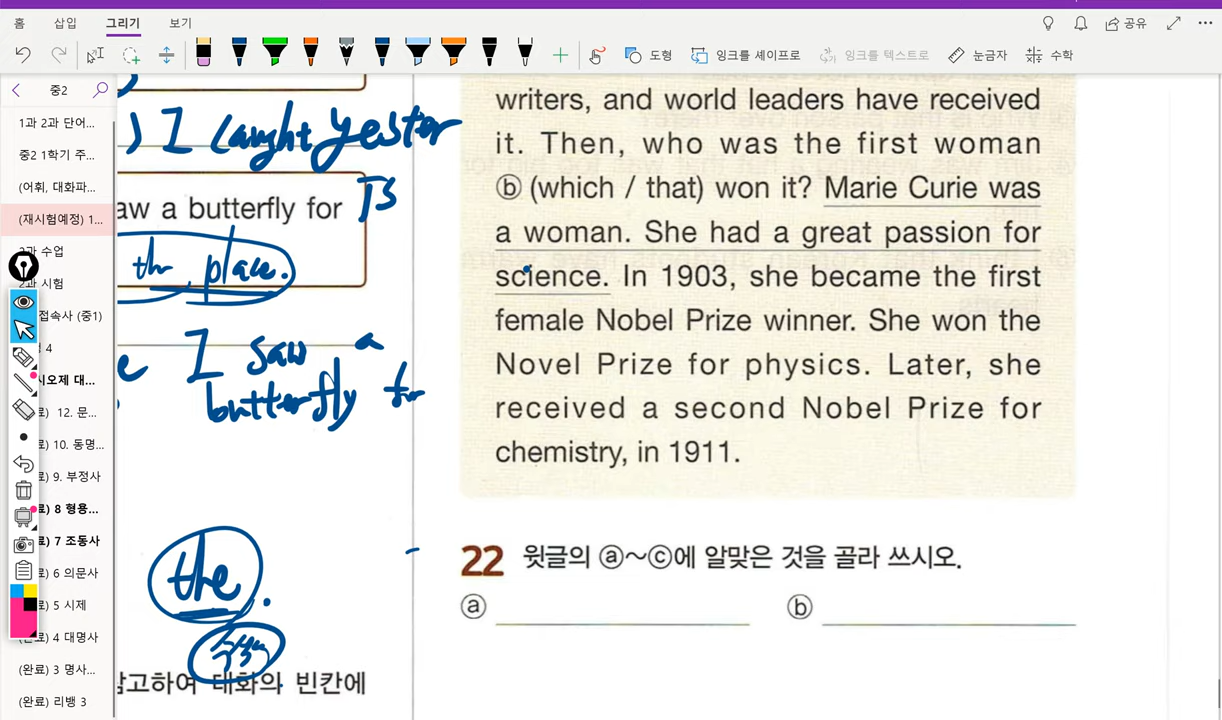 홈 삽입 그리기 보기
공유
도형 잉크를 셰이프로 잉크를 텍스트로 눈금자 수학
중2
1과 2과 단어...
중2 1학기 주...
(어휘, 대화파...
(재시험예정) 1...
2과 수업
2과 시험
접속사 (중1)
4
시오제 대...
료) 12. 문...
료) 10. 동명...
료) 9. 부정사
료) 8 형용...
료) 7 조동사
료) 6 의문사
료) 5 시제
(완료) 4 대명사
(완료) 3 명사...
(완료) 리뱅 3
) I caught yester
aw a butterfly for
the place.)
I saw a
butterfly for
the.
참고하여 대화의 빈칸에
writers, and world leaders have received
it. Then, who was the first woman
ⓑ (which / that) won it? Marie Curie was
a woman. She had a great passion for
science. In 1903, she became the first
female Nobel Prize winner. She won the
Novel Prize for physics. Later, she
received a second Nobel Prize for
chemistry, in 1911.
22 윗글의 ⓐ~ⓒ에 알맞은 것을 골라 쓰시오.
ⓐ ⓑ